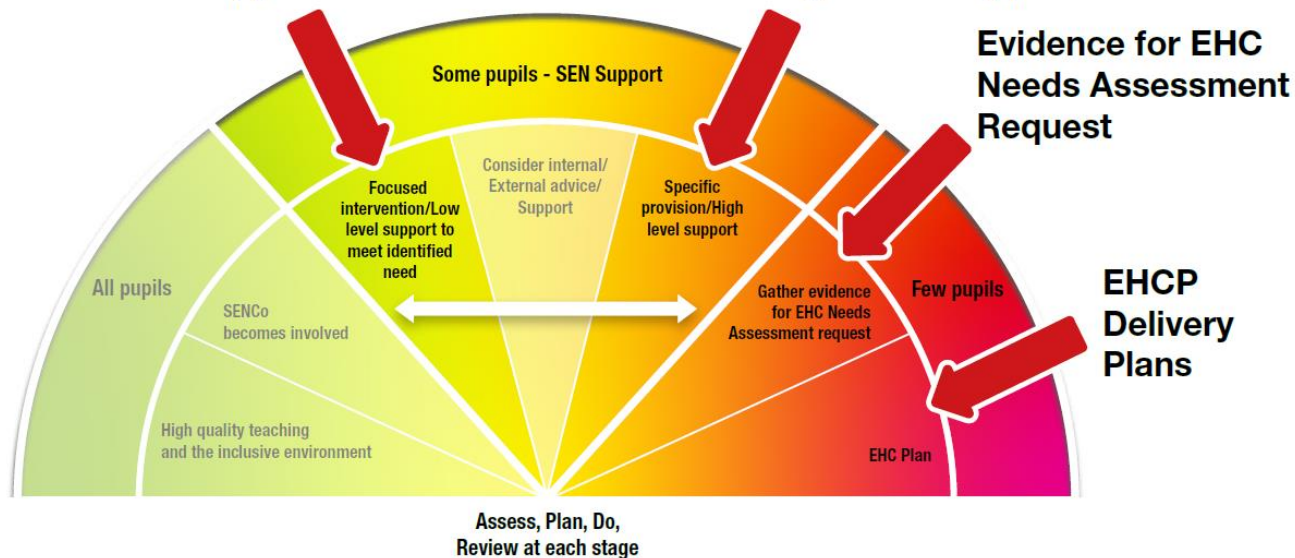 Some pupils - SEN Support
Evidence for EHC
Needs Assessment
Request
Consider internal/
External advice/
Support
Focused
intervention/Low
level support to
meet identified
need
Specific
provision/High
level support
All pupils
SENCo
becomes involved
Gather evidence
for EHC Needs
Assessment request
Few pupils
EHCP
Delivery
Plans
High quality teaching
and the inclusive environment
EHC Plan
Assess, Plan, Do,
Review at each stage